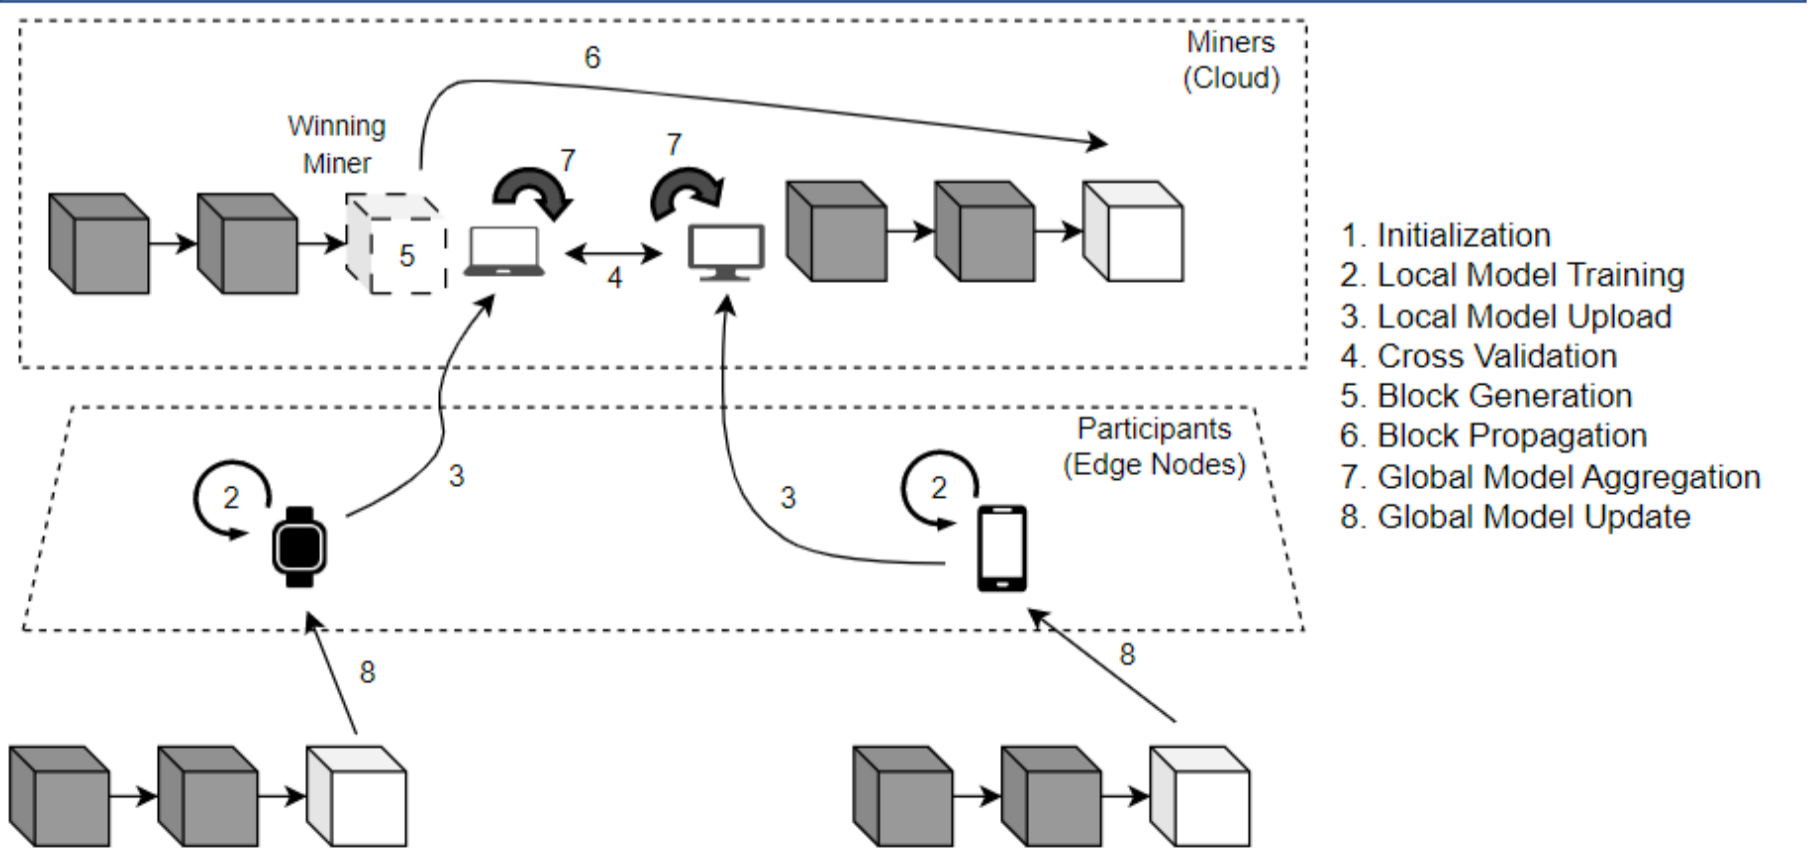 Miners
(Cloud)
6
Winning
Miner
7
7
5
4
Participants
(Edge Nodes)
2
3
3
2
8
8
1. Initialization
2. Local Model Training
3. Local Model Upload
4. Cross Validation
5. Block Generation
6. Block Propagation
7. Global Model Aggregation
8. Global Model Update